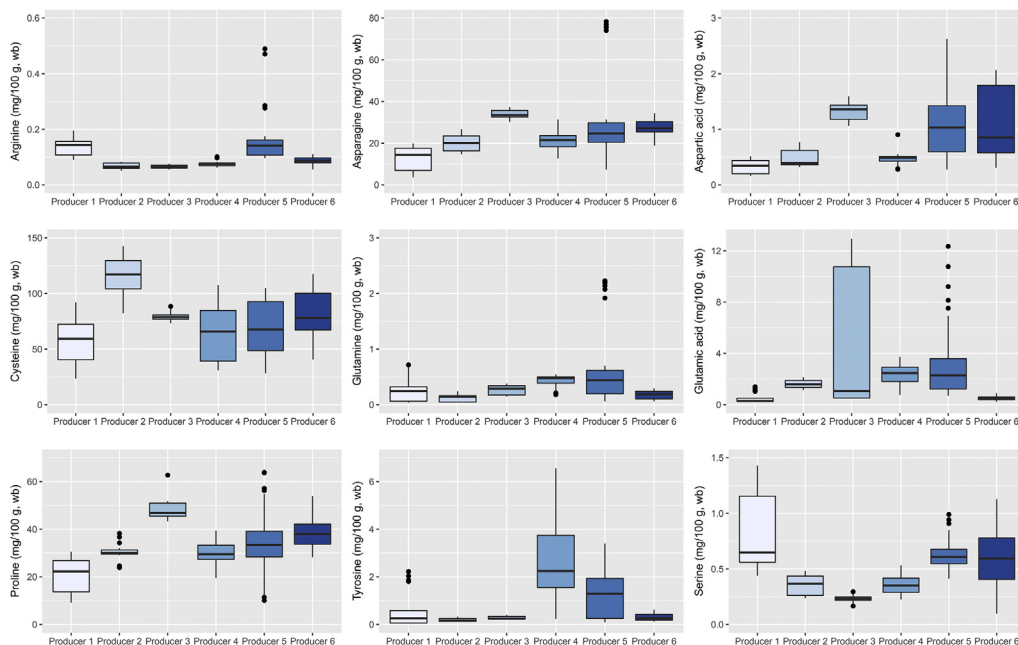 Arginine (mg/100 g, wb)
0.6
0.4
0.2
0.0
Producer 1 Producer 2 Producer 3 Producer 4 Producer 5 Producer 6
Asparagine (mg/100 g, wb)
80
60
40
20
0
Producer 1 Producer 2 Producer 3 Producer 4 Producer 5 Producer 6
Aspartic acid (mg/100 g, wb)
3
2
1
0
Producer 1 Producer 2 Producer 3 Producer 4 Producer 5 Producer 6
Cysteine (mg/100 g, wb)
150
100
50
0
Producer 1 Producer 2 Producer 3 Producer 4 Producer 5 Producer 6
Glutamine (mg/100 g, wb)
3
2
1
0
Producer 1 Producer 2 Producer 3 Producer 4 Producer 5 Producer 6
Glutamic acid (mg/100 g, wb)
12
8
4
0
Producer 1 Producer 2 Producer 3 Producer 4 Producer 5 Producer 6
Proline (mg/100 g, wb)
60
40
20
0
Producer 1 Producer 2 Producer 3 Producer 4 Producer 5 Producer 6
Tyrosine (mg/100 g, wb)
6
4
2
0
Producer 1 Producer 2 Producer 3 Producer 4 Producer 5 Producer 6
Serine (mg/100 g, wb)
1.5
1.0
0.5
0.0
Producer 1 Producer 2 Producer 3 Producer 4 Producer 5 Producer 6